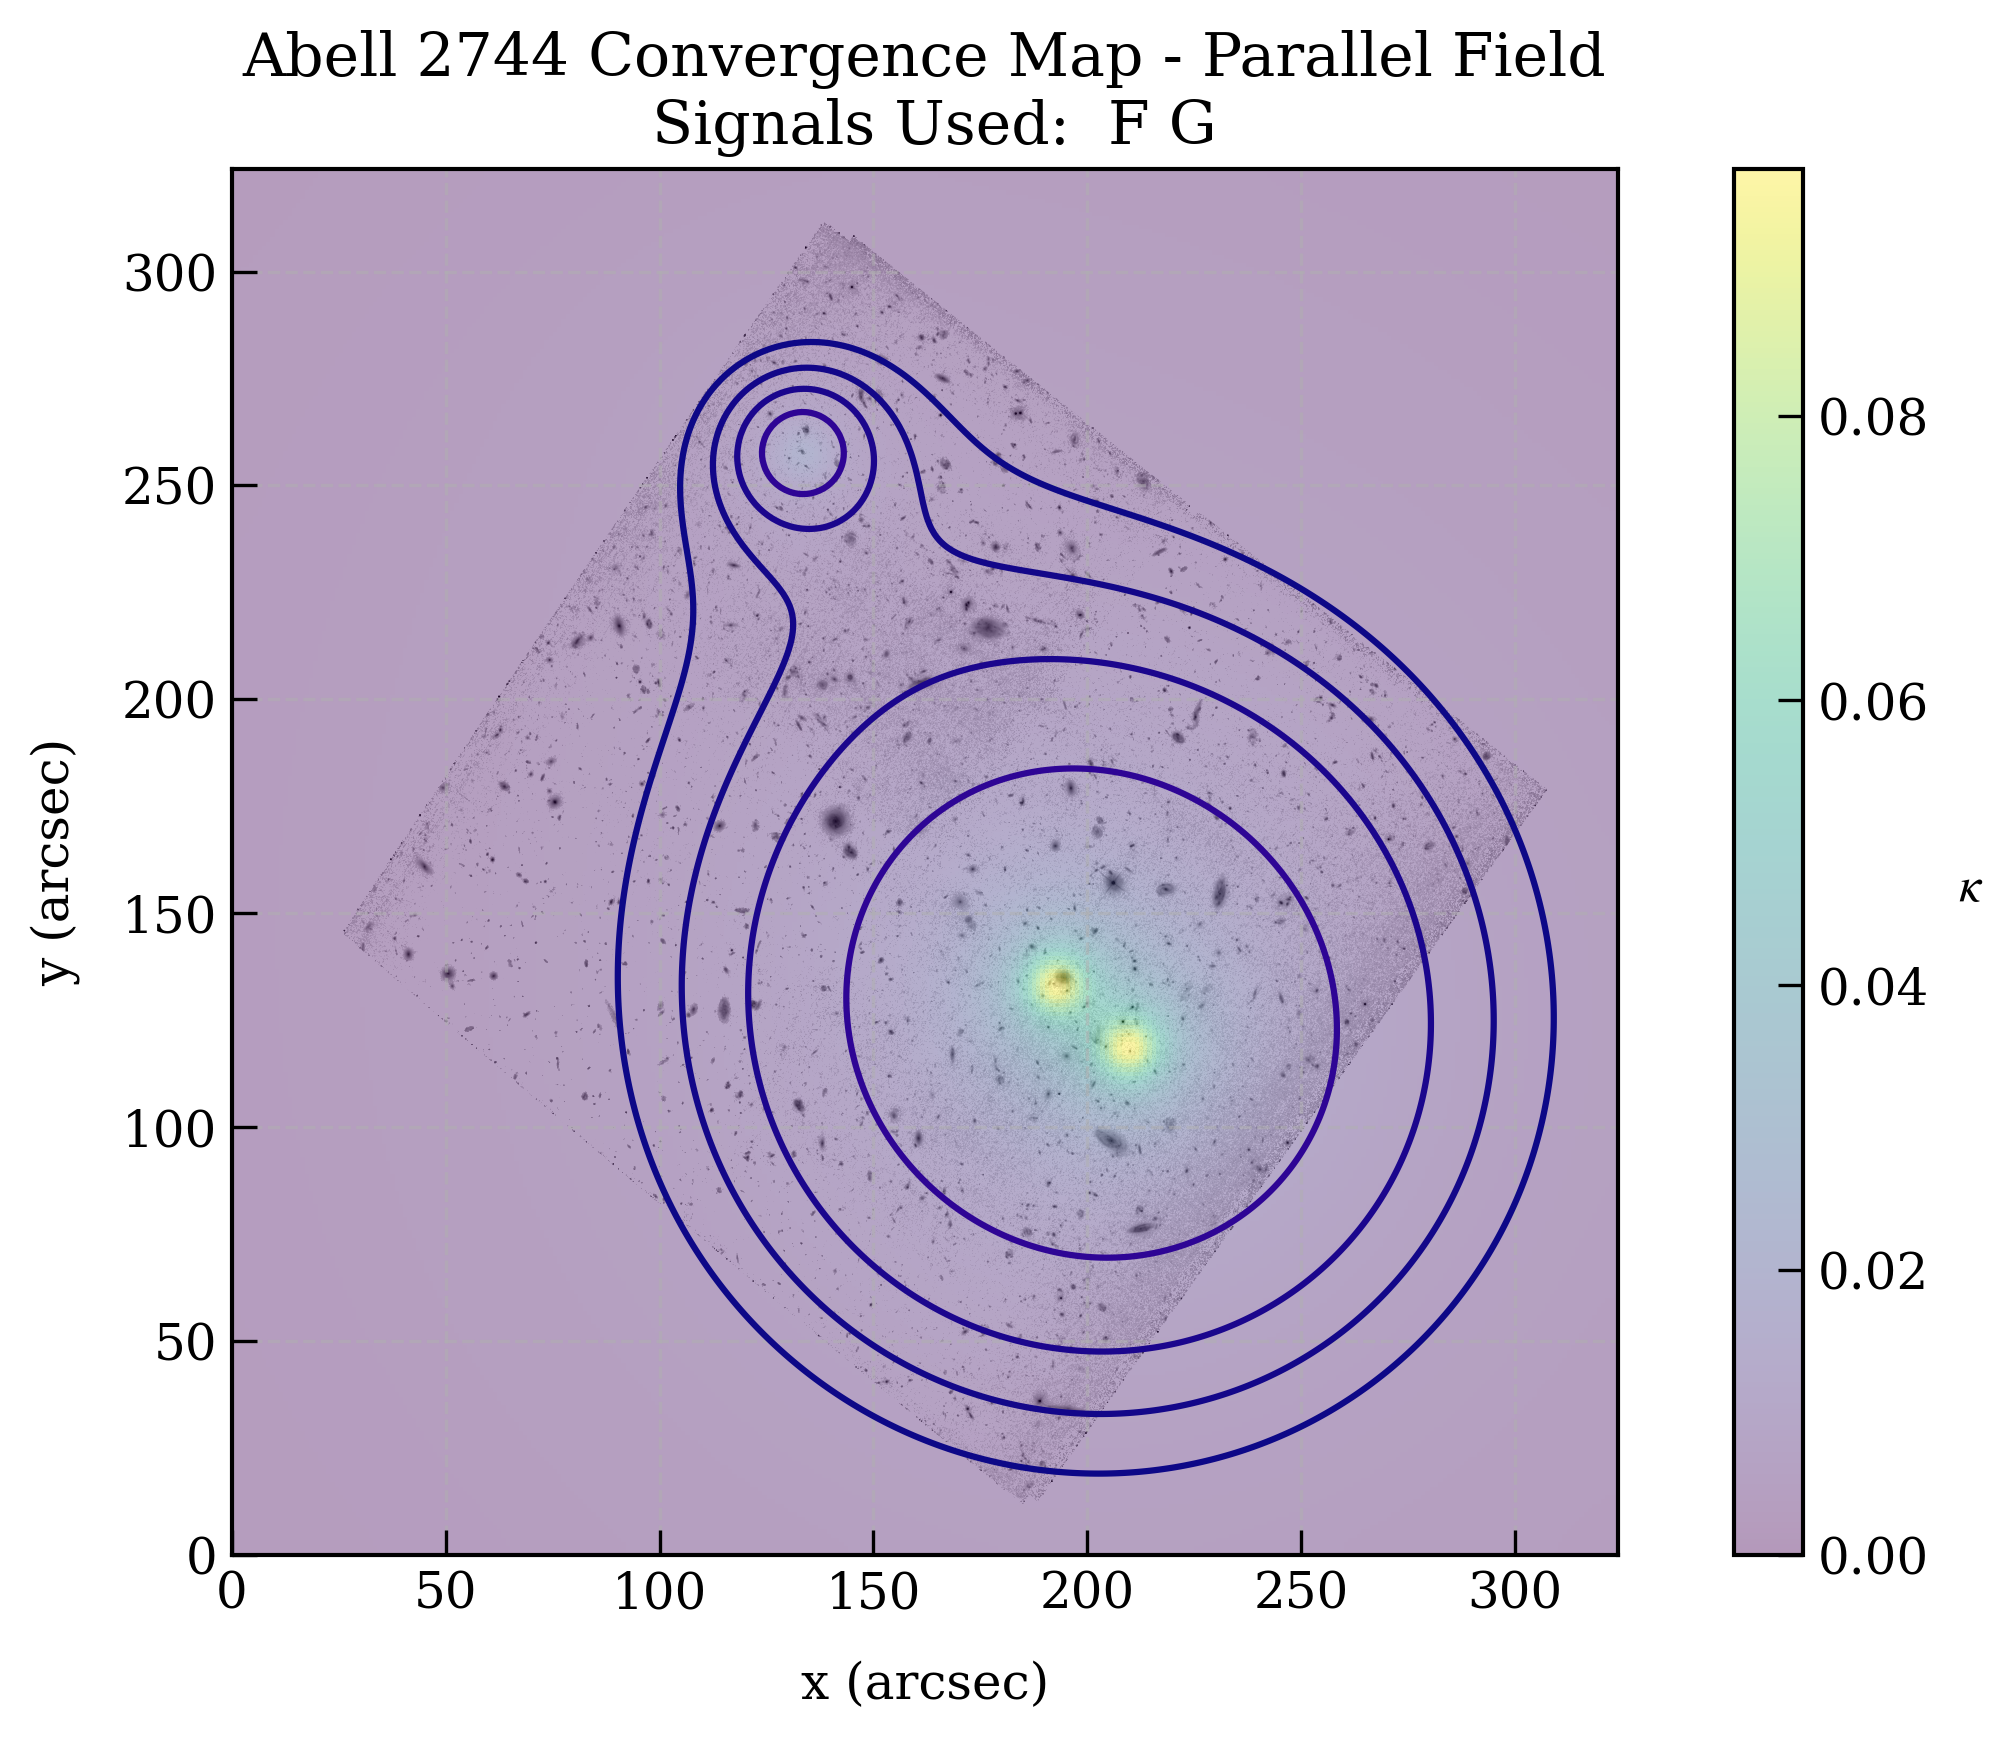 Abell 2744 Convergence Map - Parallel Field
Signals Used:  F G
300
250
200
150
100
50
0
y (arcsec)
0 50 100 150 200 250 300
x (arcsec)
0.08
0.06
0.04
0.02
0.00
κ